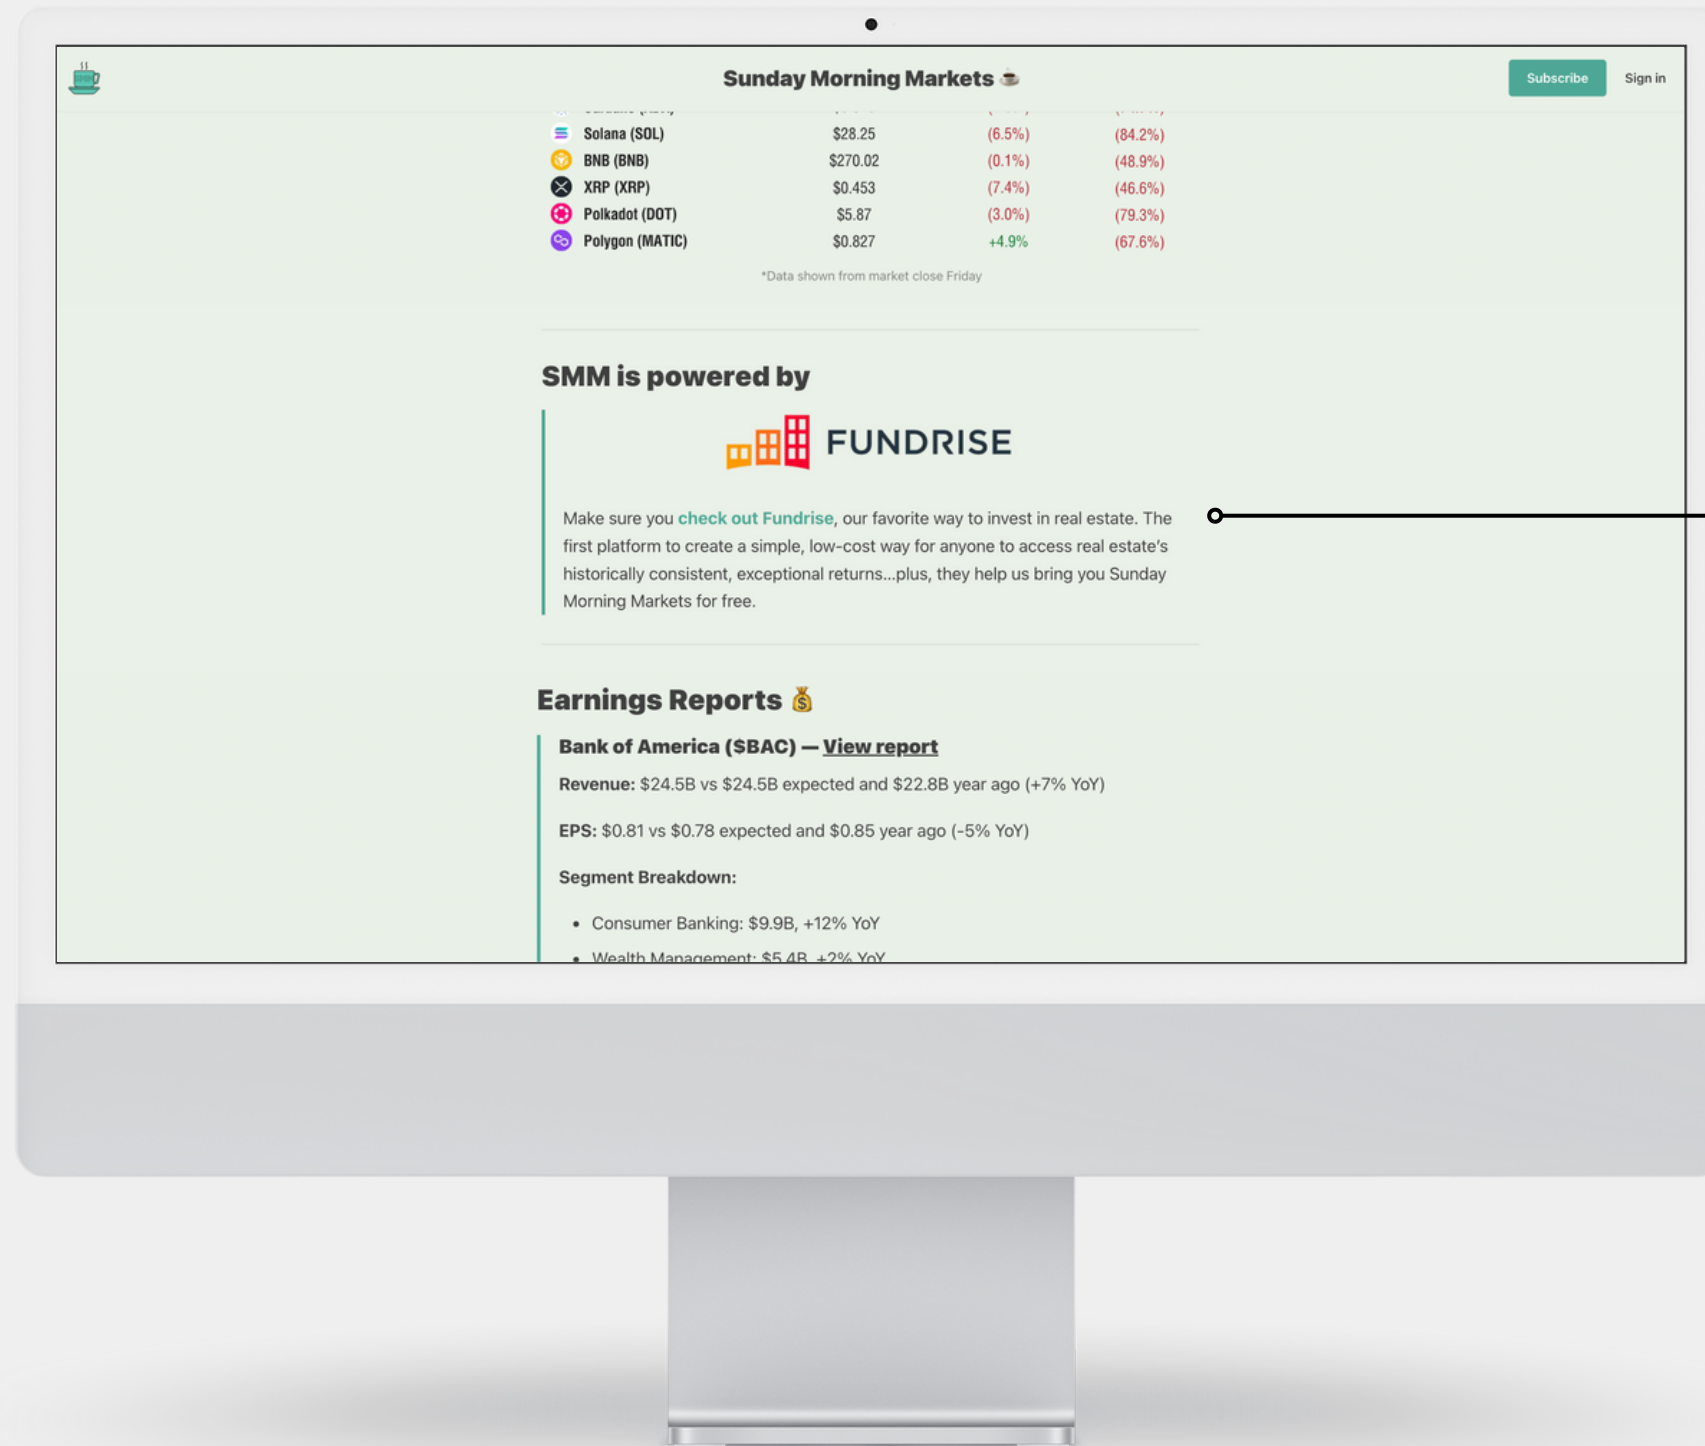 Sunday Morning Markets
Subscribe
Sign in
Solana (SOL) $28.25 (6.5%) (84.2%)
BNB (BNB) $270.02 (0.1%) (48.9%)
XRP (XRP) $0.453 (7.4%) (46.6%)
Polkadot (DOT) $5.87 (3.0%) (79.3%)
Polygon (MATIC) $0.827 +4.9% (67.6%)
*Data shown from market close Friday
SMM is powered by
FUNDRISE
Make sure you check out Fundrise, our favorite way to invest in real estate. The
first platform to create a simple, low-cost way for anyone to access real estate's
historically consistent, exceptional returns...plus, they help us bring you Sunday
Morning Markets for free.
Earnings Reports
Bank of America ($BAC) — View report
Revenue: $24.5B vs $24.5B expected and $22.8B year ago (+7% YoY)
EPS: $0.81 vs $0.78 expected and $0.85 year ago (-5% YoY)
Segment Breakdown:
• Consumer Banking: $9.9B, +12% YoY
• Wealth Management: $5.4B, +2% YoY